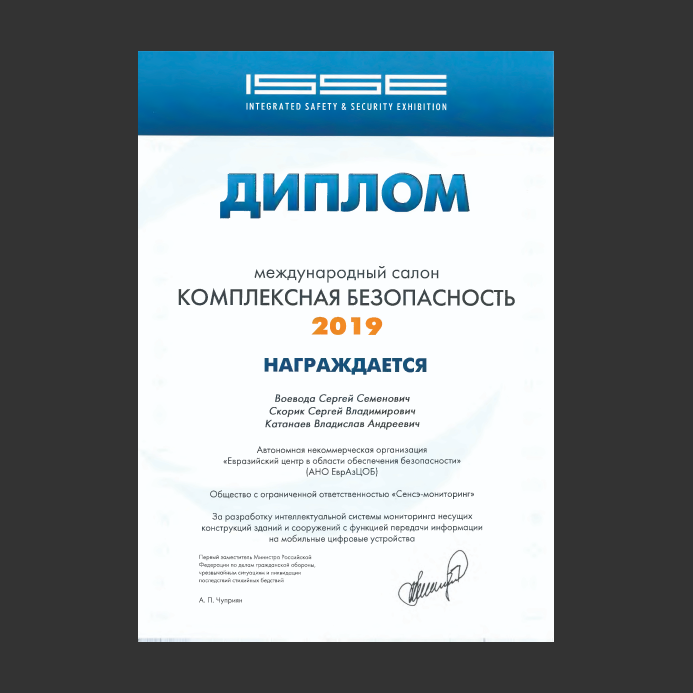 ISSE
INTEGRATED SAFETY & SECURITY EXHIBITION
ДИПЛОМ
международный салон
КОМПЛЕКСНАЯ БЕЗОПАСНОСТЬ
2019
НАГРАЖДАЕТСЯ
Воевода Сергей Семенович
Скорик Сергей Владимирович
Катанаев Владислав Андреевич
Автономная некоммерческая организация
«Евразийский центр в области обеспечения безопасности»
(АНО ЕврАзЦОБ)
Общество с ограниченной ответственностью «Сенсэ-мониторинг»
За разработку интеллектуальной системы мониторинга несущих
конструкций зданий и сооружений с функцией передачи информации
на мобильные цифровые устройства
Первый заместитель Министра Российской
Федерации по делам гражданской обороны,
чрезвычайным ситуациям и ликвидации
последствий стихийных бедствий
А. П. Чуприян